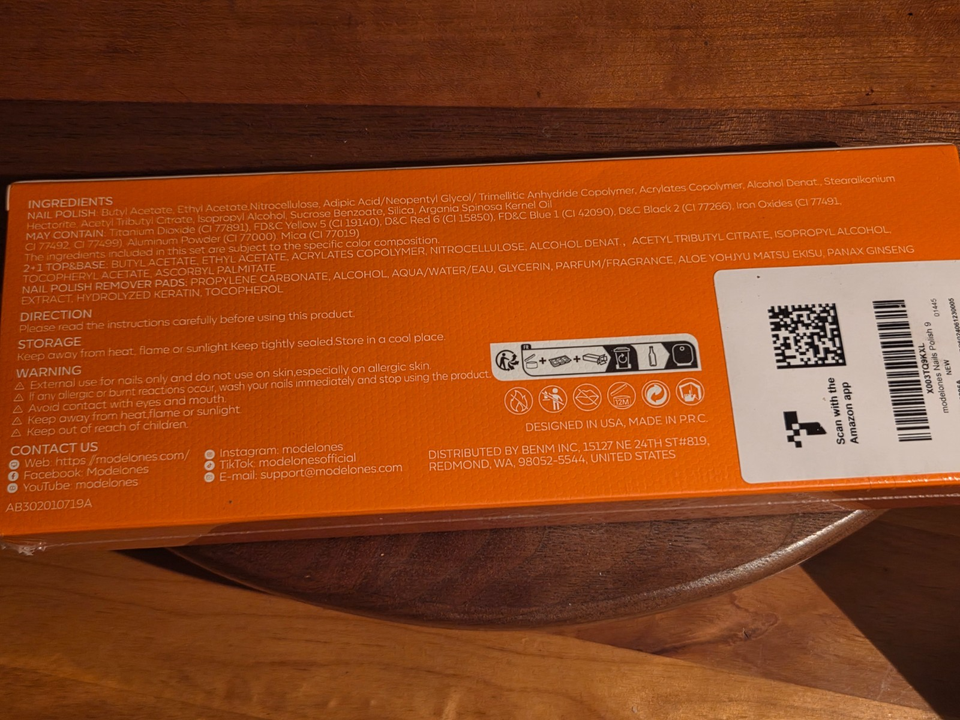 INGREDIENTS
NAIL POLISH: Butyl Acetate, Ethyl Acetate,Nitrocellulose, Adipic Acid/Neopentyl Glycol/ Trimellitic Anhydride Copolymer, Acrylates Copolymer, Alcohol Denat., Stearalkonium
Hectorite, Acetyl Tributyl Citrate, Isopropyl Alcohol, Sucrose Benzoate, Silica, Argania Spinosa Kernel Oil
MAY CONTAIN: Titanium Dioxide (CI 77891), FD&C Yellow 5 (CI 19140), D&C Red 6 (CI 15850), FD&C Blue 1 (CI 42090), D&C Black 2 (CI 77266), Iron Oxides (CI 77491,
CI 77492, CI 77499) Aluminum Powder (CI 77000). Mica (CI 77019)
The ingredients included in this set are subject to the specific color composition.
2+1 TOP&BASE: BUTYL ACETATE, ETHYL ACETATE, ACRYLATES COPOLYMER, NITROCELLULOSE, ALCOHOL DENAT , ACETYL TRIBUTYL CITRATE, ISOPROPYL ALCOHOL,
TOCOPHERYL ACETATE, ASCORBYL PALMITATE
NAIL POLISH REMOVER PADS: PROPYLENE CARBONATE, ALCOHOL, AQUA/WATER/EAU, GLYCERIN, PARFUM/FRAGRANCE, ALOE YOHJYU MATSU EKISU, PANAX GINSENG
EXTRACT, HYDROLYZED KERATIN, TOCOPHEROL
DIRECTION
Please read the instructions carefully before using this product.
STORAGE
Keep away from heat, flame or sunlight.Keep tightly sealed.Store in a cool place.
WARNING
External use for nails only and do not use on skin,especially on allergic skin.
If any allergic or burnt reactions occur, wash your nails immediately and stop using the product.
Avoid contact with eyes and mouth.
Keep away from heat,flame or sunlight.
Keep out of reach of children.
CONTACT US
Web: https:/modelones.com/
Facebook: Modelones
YouTube: modelones
Instagram: modelones
TikTok: modelonesofficial
E-mail: support@modelones.com
AB302010719A
FR
12M
DESIGNED IN USA, MADE IN P.R.C.
DISTRIBUTED BY BENM INC, 15127 NE 24TH ST#819,
REDMOND, WA, 98052-5544, UNITED STATES
Scan with the
Amazon app
X003TQ9KXL
modelones Nails Polish 9
NEW
01445